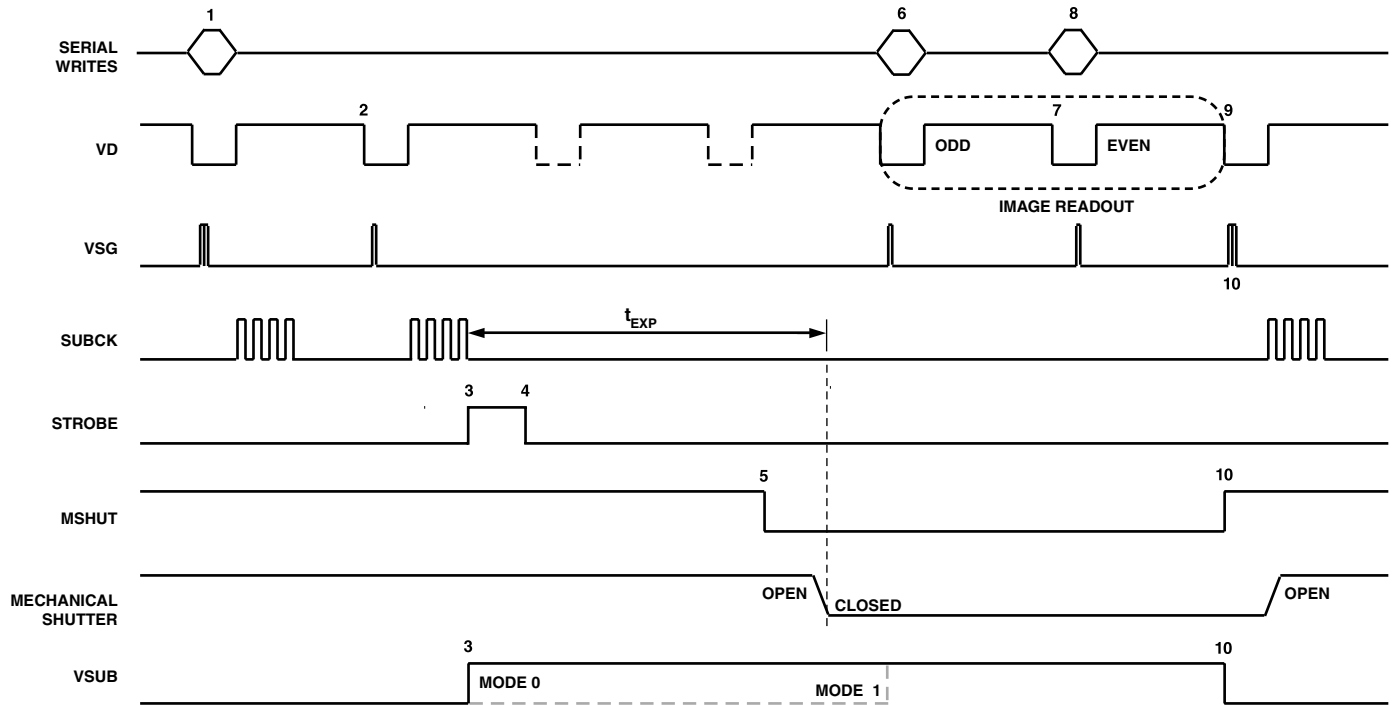 1 6 8
SERIAL
WRITES
2 7 9
VD ODD EVEN
IMAGE READOUT
VSG
10
tEXP
SUBCK
3 4
STROBE
5 10
MSHUT
MECHANICAL
SHUTTER
OPEN CLOSED OPEN
3 10
VSUB MODE 0 MODE 1